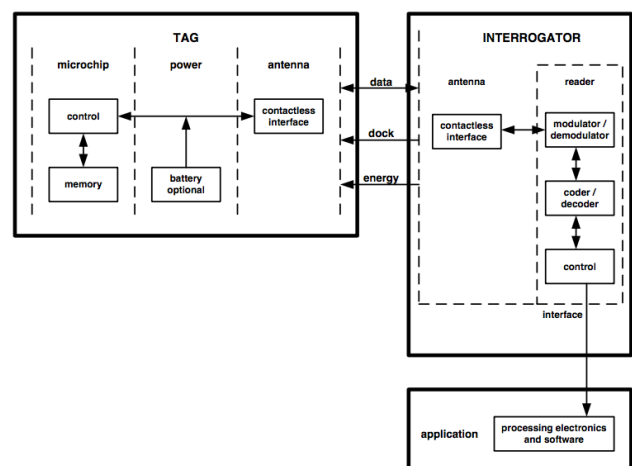 TAG
microchip
power
antenna
control
contactless
interface
memory
battery
optional
data
dock
energy
INTERROGATOR
antenna
reader
contactless
interface
modulator /
demodulator
coder /
decoder
control
interface
application
processing electronics
and software